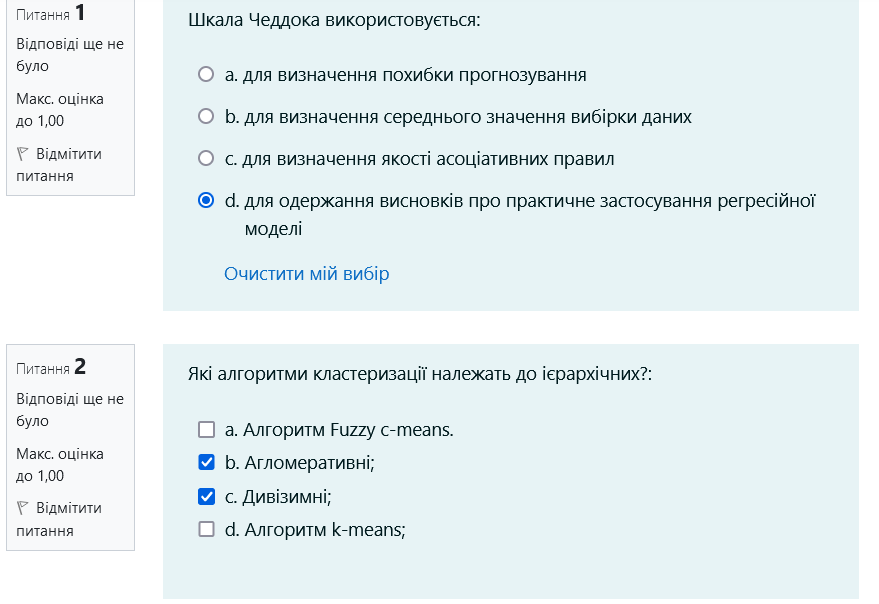 Питання 1
Відповіді ще не
було
Макс. оцінка
до 1,00
Відмітити
питання
Шкала Чеддока використовується:
a. для визначення похибки прогнозування
b. для визначення середнього значення вибірки даних
c. для визначення якості асоціативних правил
d. для одержання висновків про практичне застосування регресійної
моделі
Очистити мій вибір
Питання 2
Відповіді ще не
було
Макс. оцінка
до 1,00
Відмітити
питання
Які алгоритми кластеризації належать до ієрархічних?:
a. Алгоритм Fuzzy c-means.
b. Агломеративні;
c. Дивізимні;
d. Алгоритм k-means;